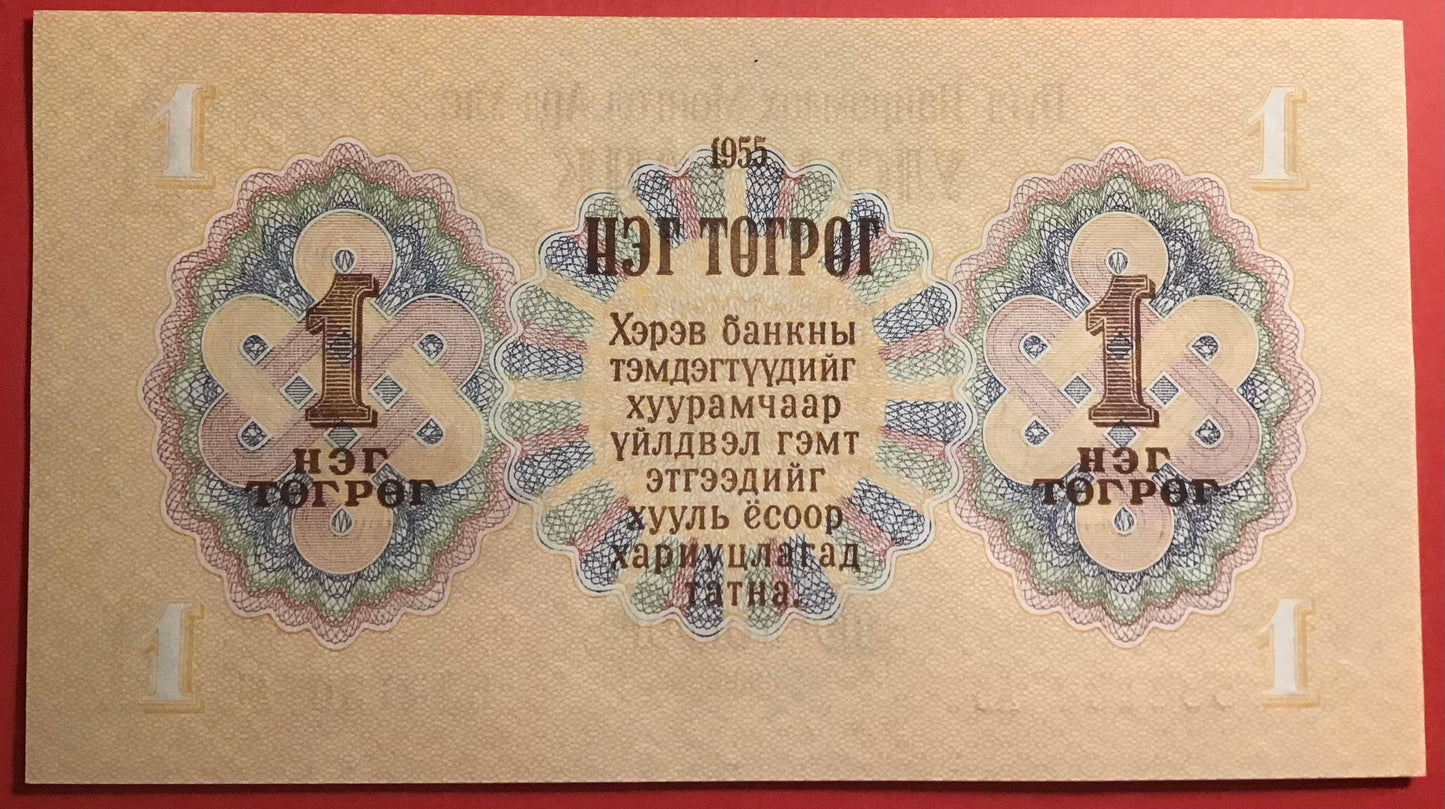 1
1
1955
НЭГ ТӨГРӨГ
Хэрэв банкны
тэмдэгтүүдийг
хуурамчаар
үйлдвэл гэмт
этгээдийг
хууль ёсоор
хариуцлагад
татна.
1
НЭГ
ТӨГРӨГ
1
НЭГ
ТӨГРӨГ
1
1